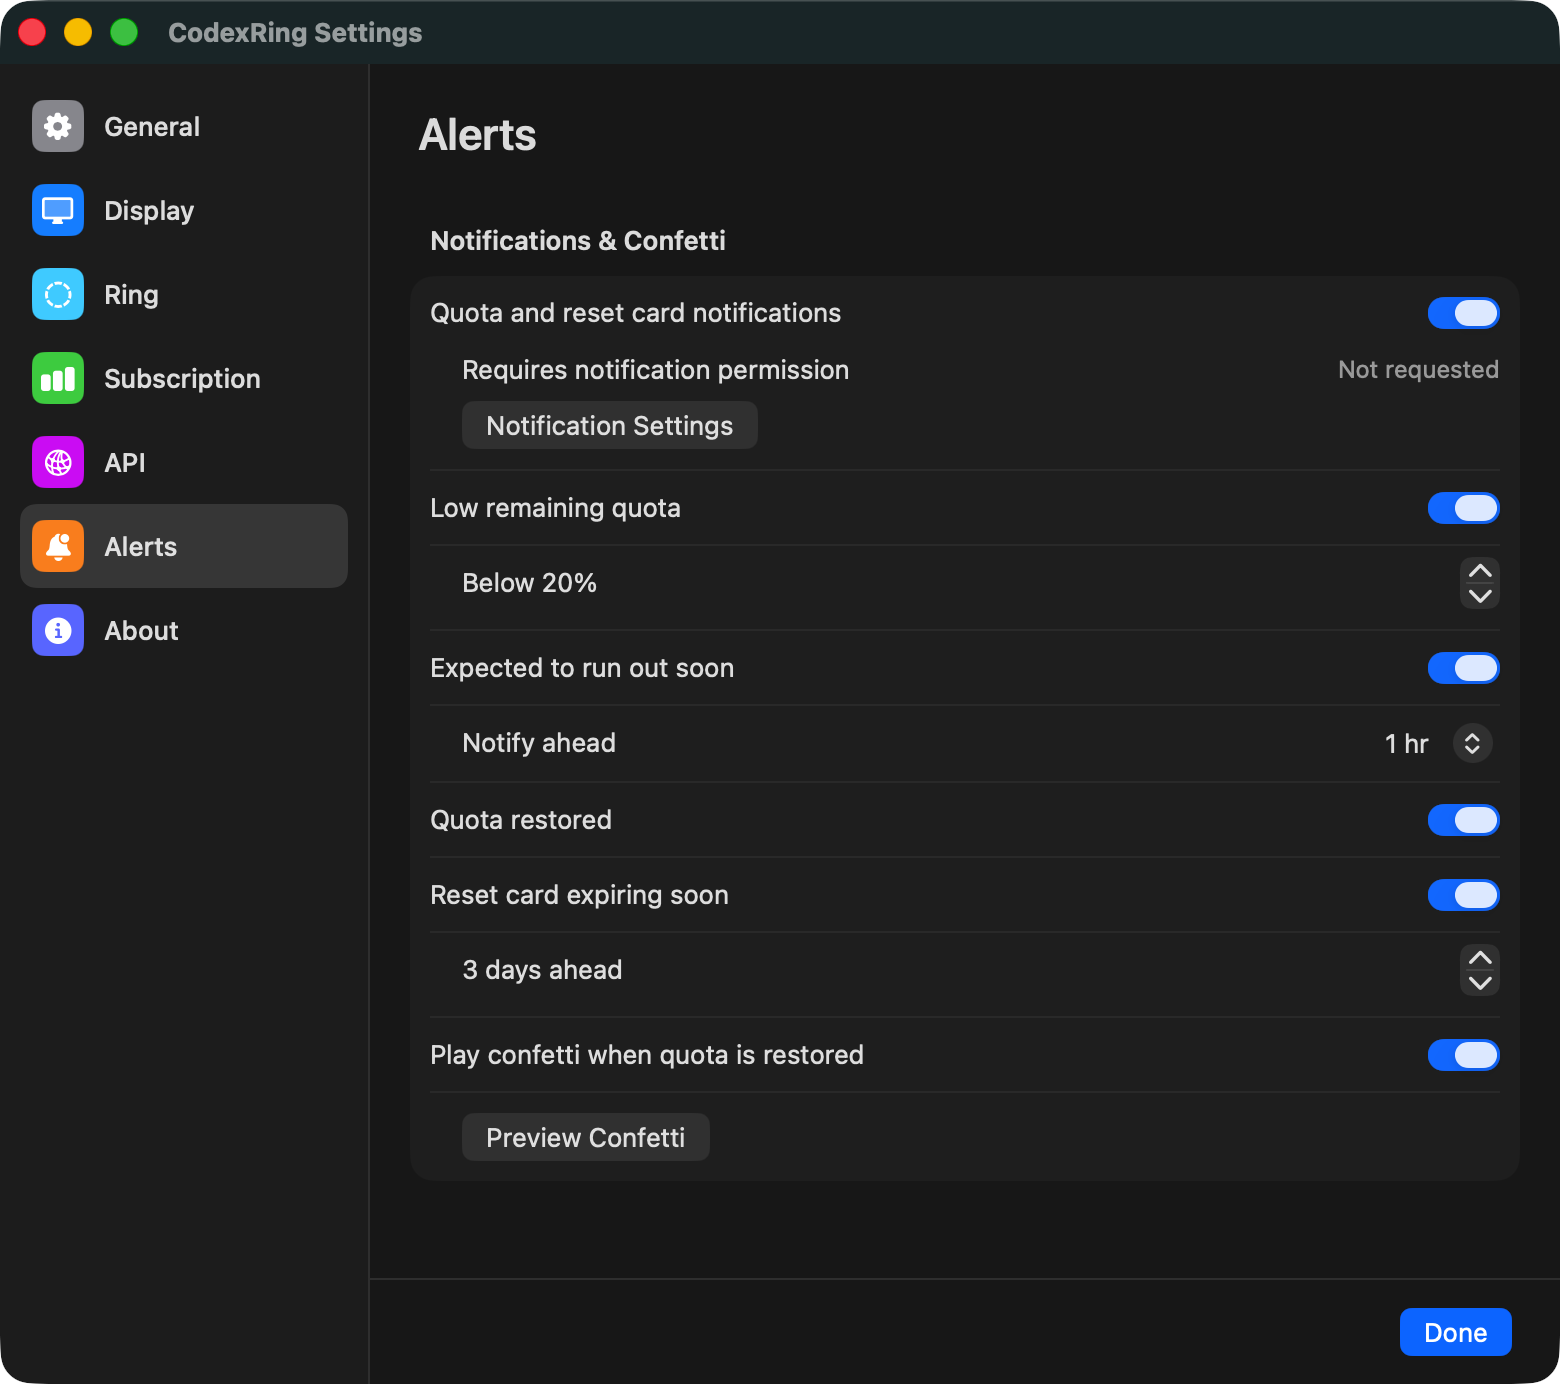 CodexRing Settings
General
Display
Ring
Subscription
API
Alerts
About
Alerts
Notifications & Confetti
Quota and reset card notifications
Requires notification permission
Not requested
Notification Settings
Low remaining quota
Below 20%
Expected to run out soon
Notify ahead
1 hr
Quota restored
Reset card expiring soon
3 days ahead
Play confetti when quota is restored
Preview Confetti
Done